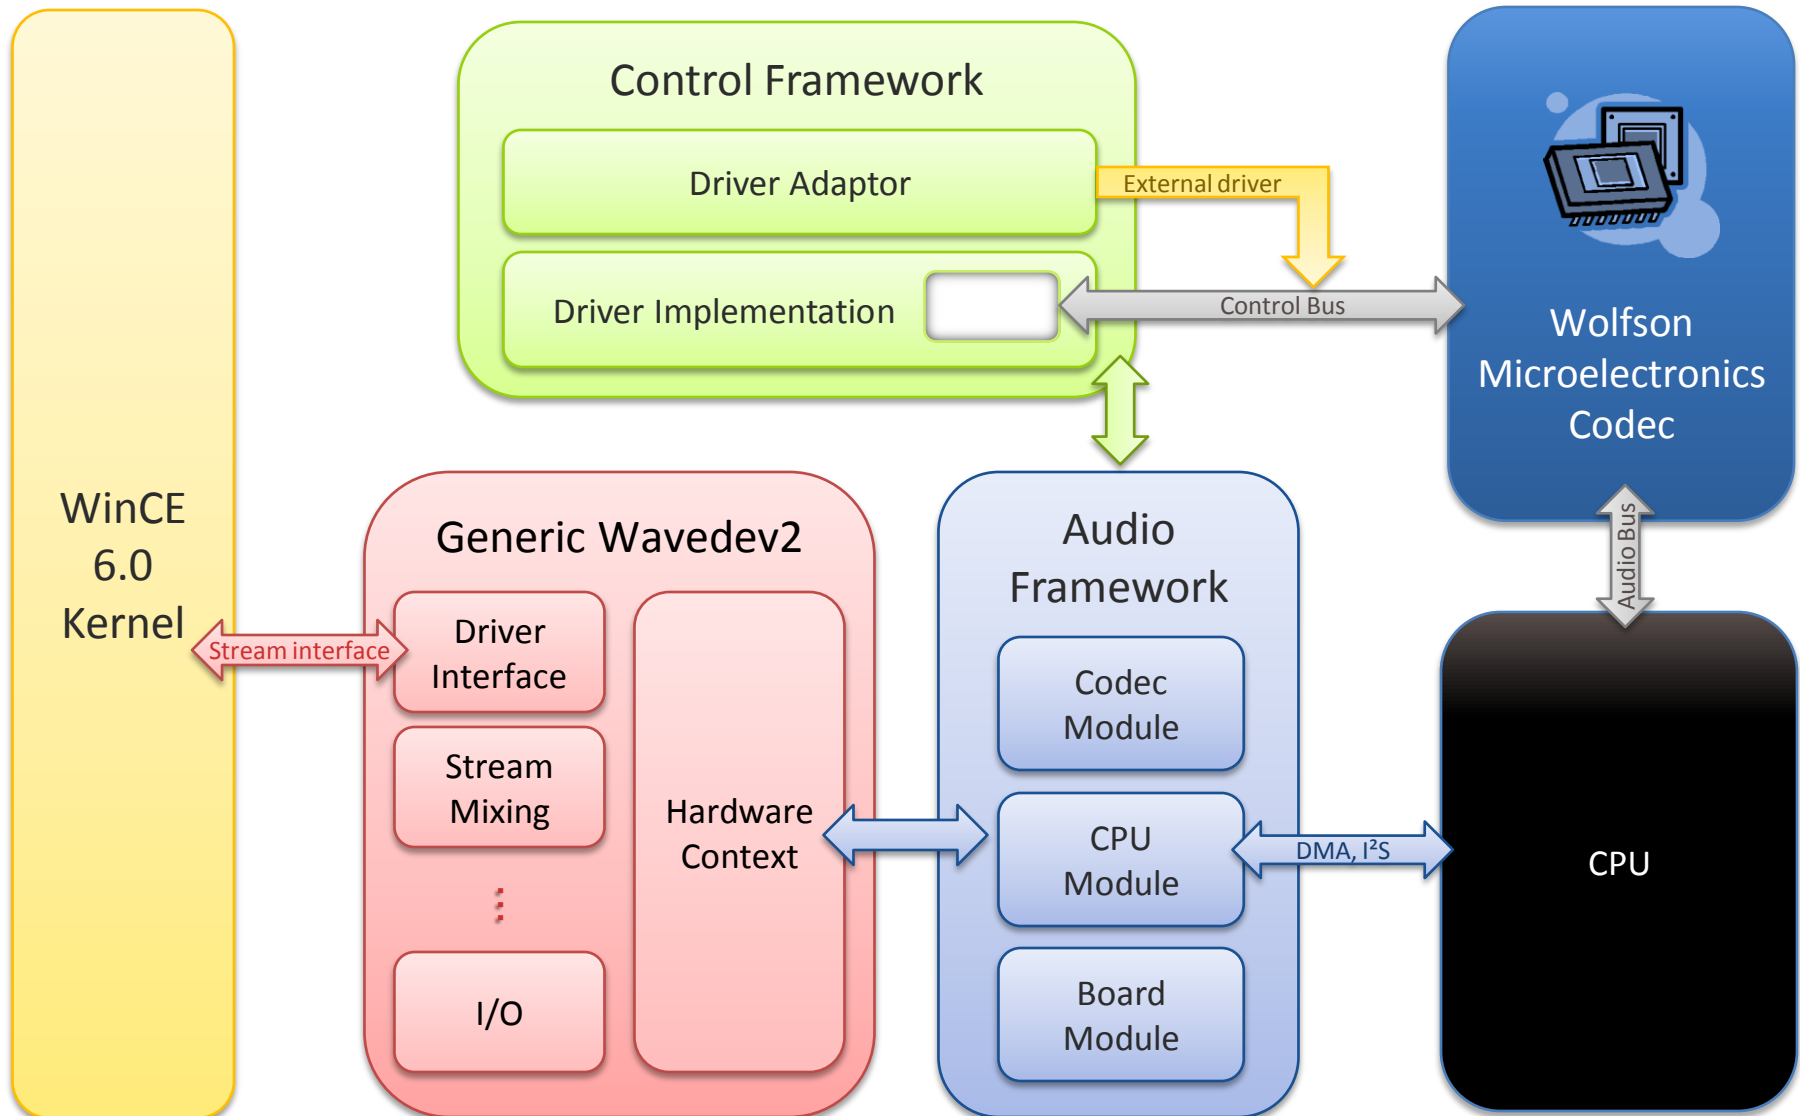 Control Framework
Driver Adaptor
External driver
Driver Implementation
Control Bus
Wolfson
Microelectronics
Codec
WinCE
6.0
Kernel
Stream interface
Generic Wavedev2
Driver
Interface
Stream
Mixing
⋮
I/O
Hardware
Context
Audio
Framework
Codec
Module
CPU
Module
Board
Module
DMA, I²S
Audio Bus
CPU